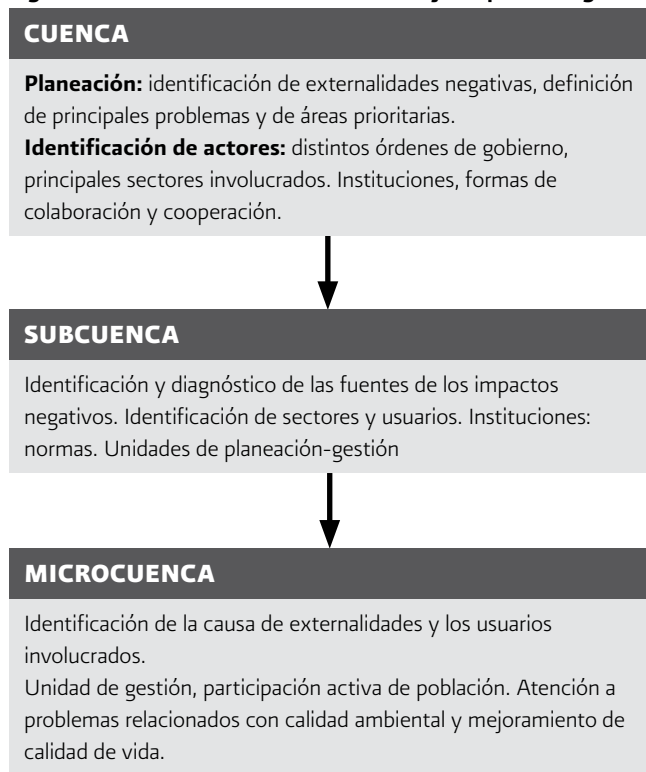 CUENCA
Planeación: identificación de externalidades negativas, definición
de principales problemas y de áreas prioritarias.
Identificación de actores: distintos órdenes de gobierno,
principales sectores involucrados. Instituciones, formas de
colaboración y cooperación.
SUBCUENCA
Identificación y diagnóstico de las fuentes de los impactos
negativos. Identificación de sectores y usuarios. Instituciones:
normas. Unidades de planeación-gestión
MICROCUENCA
Identificación de la causa de externalidades y los usuarios
involucrados.
Unidad de gestión, participación activa de población. Atención a
problemas relacionados con calidad ambiental y mejoramiento de
calidad de vida.